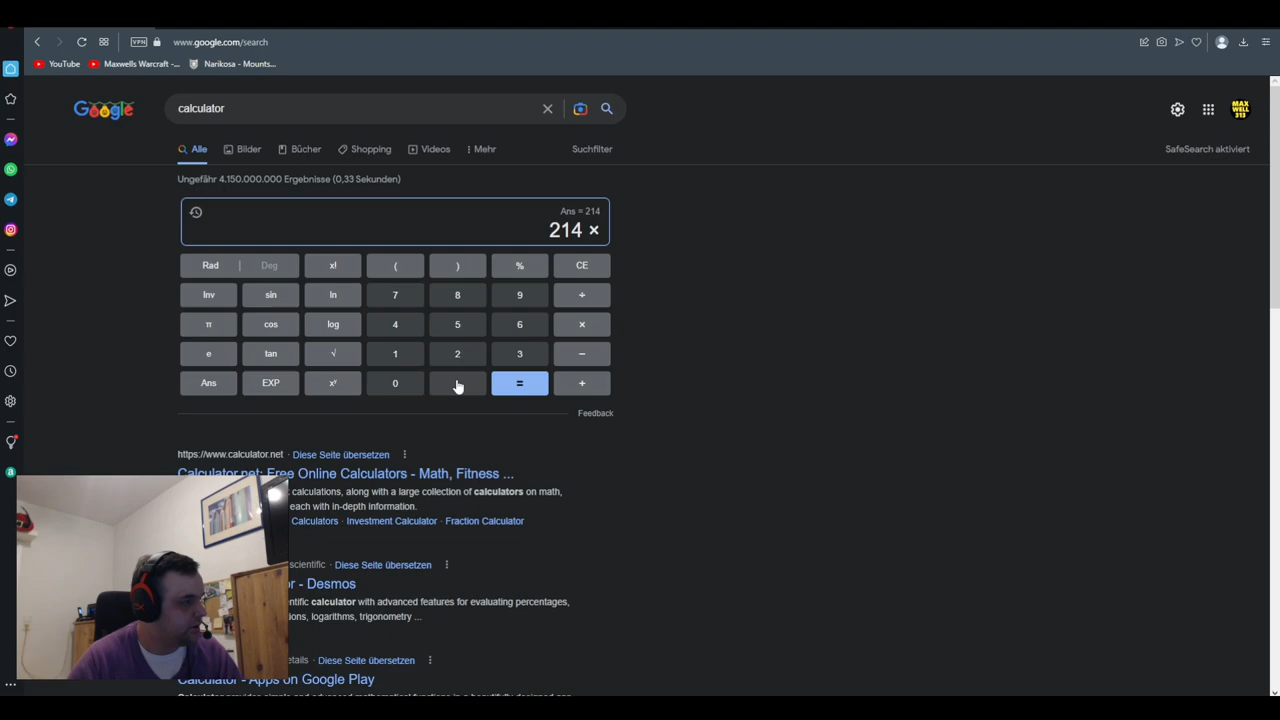 VPN
www.google.com/search
YouTube
Maxwells Warcraft -...
Narikosa - Mounts...
Google
calculator
MAX
WELL
313
Alle
Bilder
Bücher
Shopping
Videos
Mehr
Suchfilter
SafeSearch aktiviert
Ungefähr 4.150.000.000 Ergebnisse (0,33 Sekunden)
Ans = 214
214 ×
Rad | Deg x! ( ) % CE
Inv sin ln 7 8 9 ÷
π cos log 4 5 6 ×
e tan √ 1 2 3 −
Ans EXP xʸ 0 = +
Feedback
https://www.calculator.net · Diese Seite übersetzen
Calculator.net: Free Online Calculators - Math, Fitness ...
calculations, along with a large collection of calculators on math,
each with in-depth information.
Calculators · Investment Calculator · Fraction Calculator
scientific Diese Seite übersetzen
- Desmos
calculator with advanced features for evaluating percentages,
logarithms, trigonometry ...
Diese Seite übersetzen
Calculator - Apps on Google Play